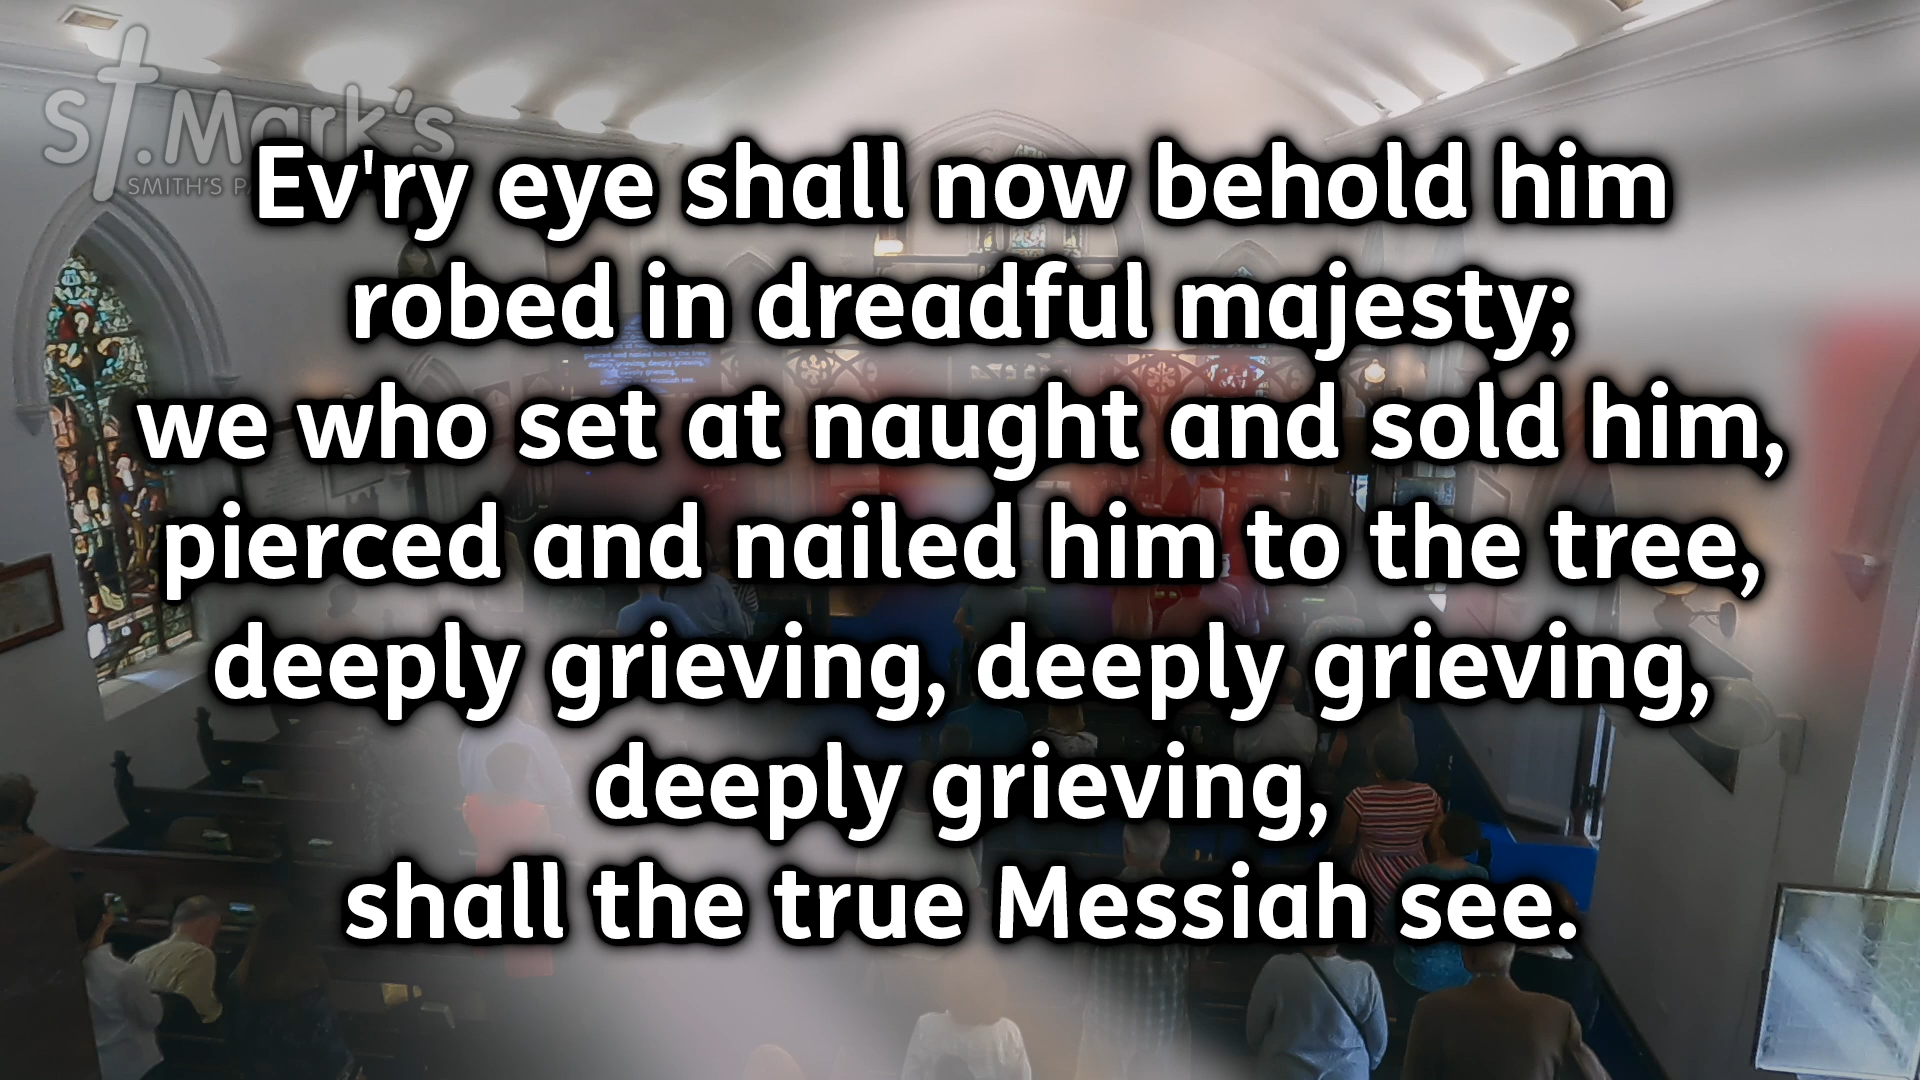 St. Mark's
SMITH'S
Ev'ry eye shall now behold him
robed in dreadful majesty;
we who set at naught and sold him,
pierced and nailed him to the tree,
deeply grieving, deeply grieving,
deeply grieving,
shall the true Messiah see.